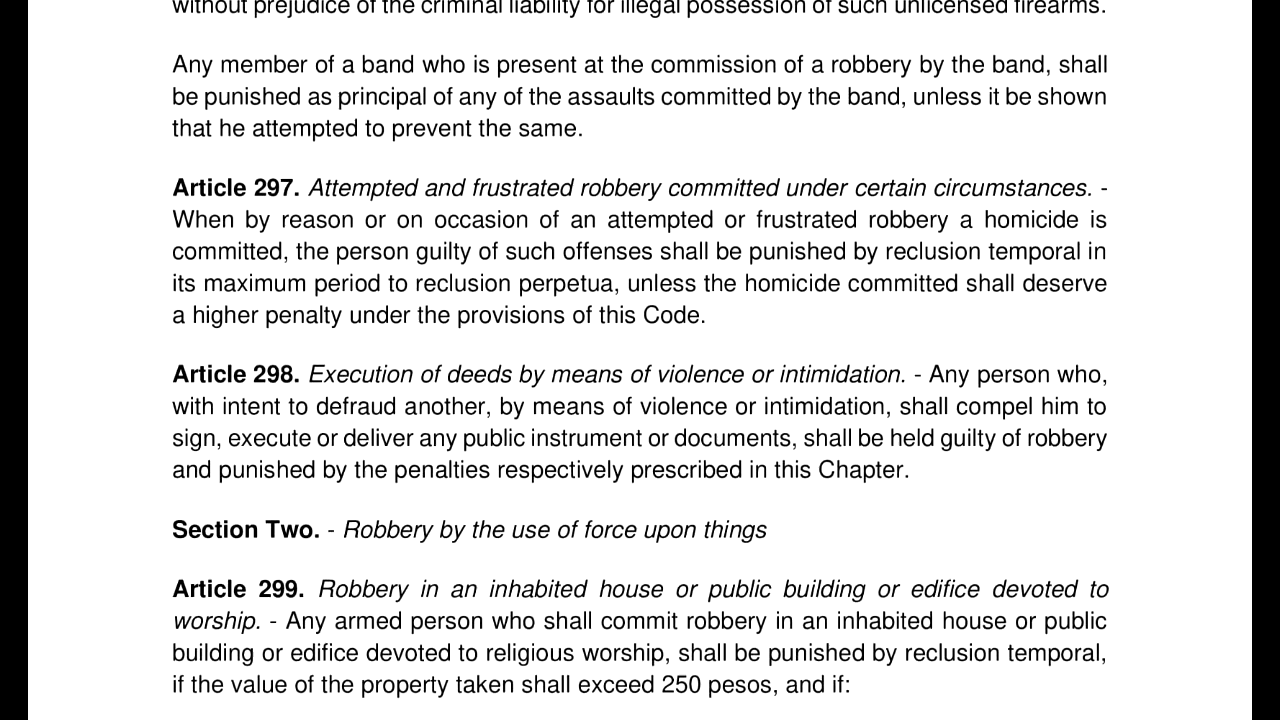 without prejudice of the criminal liability for illegal possession of such unlicensed firearms.
Any member of a band who is present at the commission of a robbery by the band, shall
be punished as principal of any of the assaults committed by the band, unless it be shown
that he attempted to prevent the same.
Article 297. Attempted and frustrated robbery committed under certain circumstances. -
When by reason or on occasion of an attempted or frustrated robbery a homicide is
committed, the person guilty of such offenses shall be punished by reclusion temporal in
its maximum period to reclusion perpetua, unless the homicide committed shall deserve
a higher penalty under the provisions of this Code.
Article 298. Execution of deeds by means of violence or intimidation. - Any person who,
with intent to defraud another, by means of violence or intimidation, shall compel him to
sign, execute or deliver any public instrument or documents, shall be held guilty of robbery
and punished by the penalties respectively prescribed in this Chapter.
Section Two. - Robbery by the use of force upon things
Article 299. Robbery in an inhabited house or public building or edifice devoted to
worship. - Any armed person who shall commit robbery in an inhabited house or public
building or edifice devoted to religious worship, shall be punished by reclusion temporal,
if the value of the property taken shall exceed 250 pesos, and if: